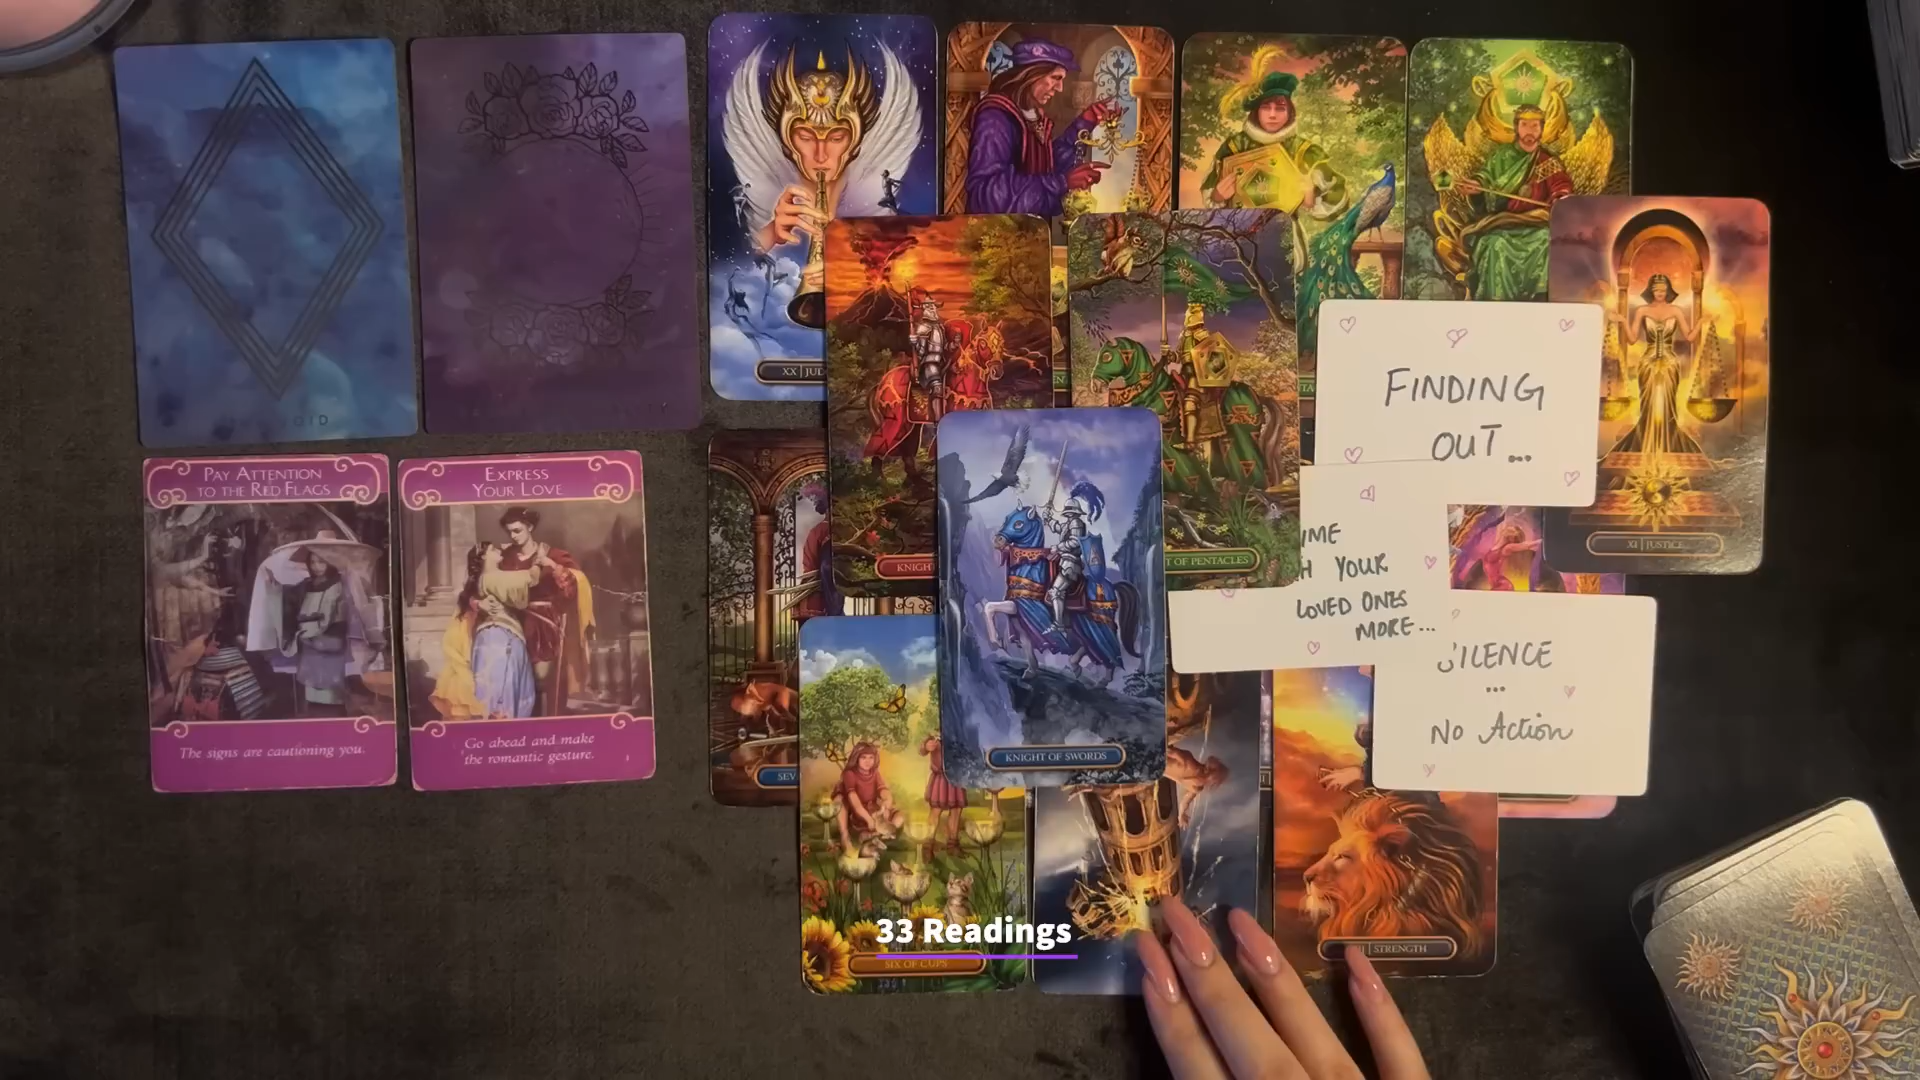 OID
PAY ATTENTION
TO THE RED FLAGS
The signs are cautioning you.
EXPRESS
YOUR LOVE
Go ahead and make
the romantic gesture.
XX | JUD
KNIGH
T OF PENTACLES
KNIGHT OF SWORDS
SEV
SIX OF CUPS
STRENGTH
XI | JUSTICE
FINDING
OUT...
IME
H YOUR
LOVED ONES
MORE...
SILENCE
...
No Action
33 Readings